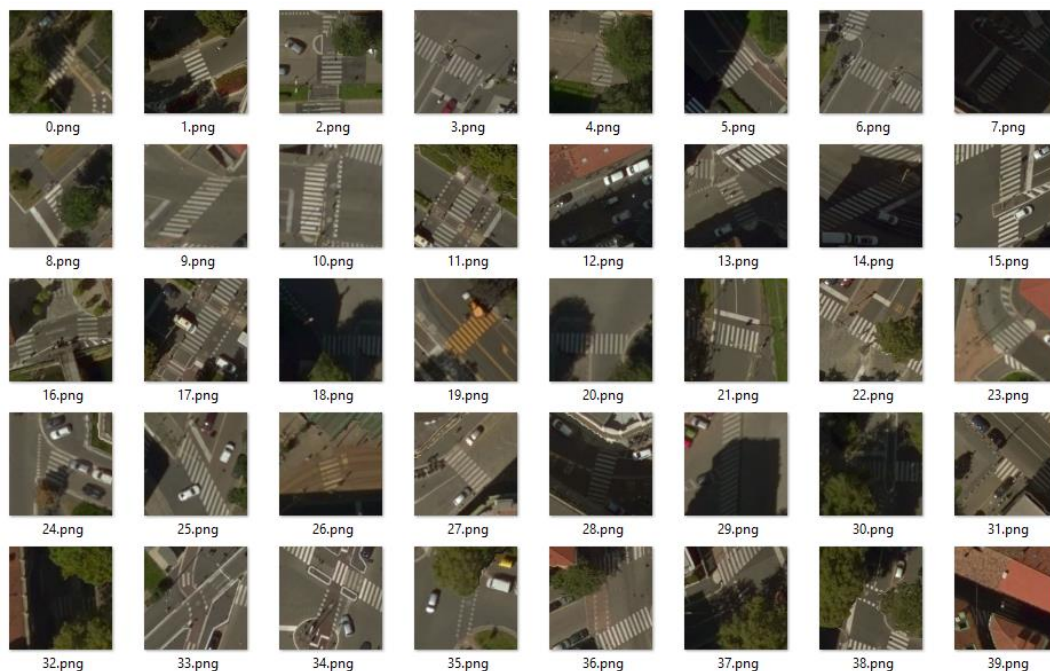 0.png 1.png 2.png 3.png 4.png 5.png 6.png 7.png
8.png 9.png 10.png 11.png 12.png 13.png 14.png 15.png
16.png 17.png 18.png 19.png 20.png 21.png 22.png 23.png
24.png 25.png 26.png 27.png 28.png 29.png 30.png 31.png
32.png 33.png 34.png 35.png 36.png 37.png 38.png 39.png